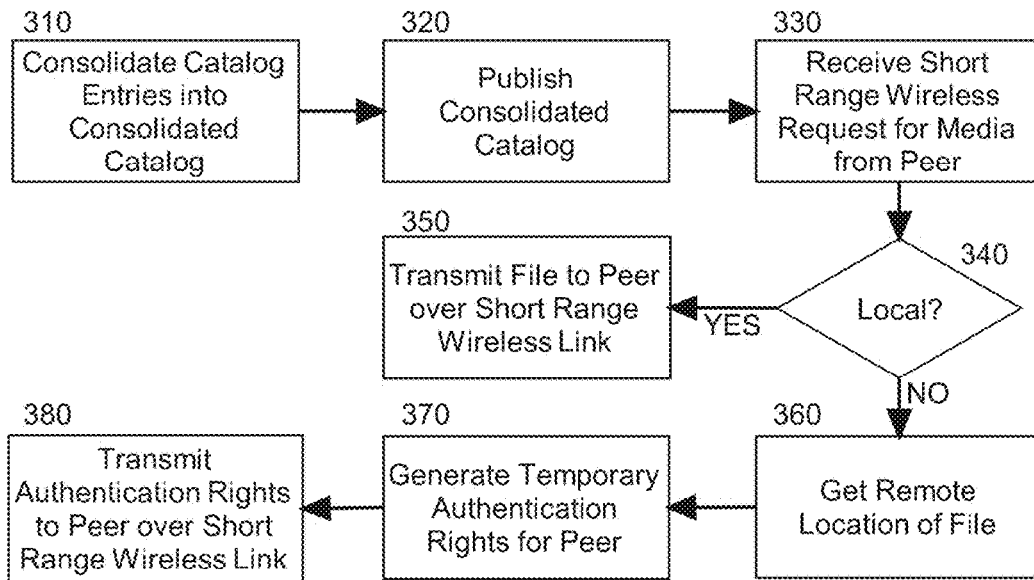 310
Consolidate Catalog
Entries into
Consolidated
Catalog
320
Publish
Consolidated
Catalog
330
Receive Short
Range Wireless
Request for Media
from Peer
340
Local?
YES
NO
350
Transmit File to Peer
over Short Range
Wireless Link
360
Get Remote
Location of File
370
Generate Temporary
Authentication
Rights for Peer
380
Transmit
Authentication Rights
to Peer over Short
Range Wireless Link